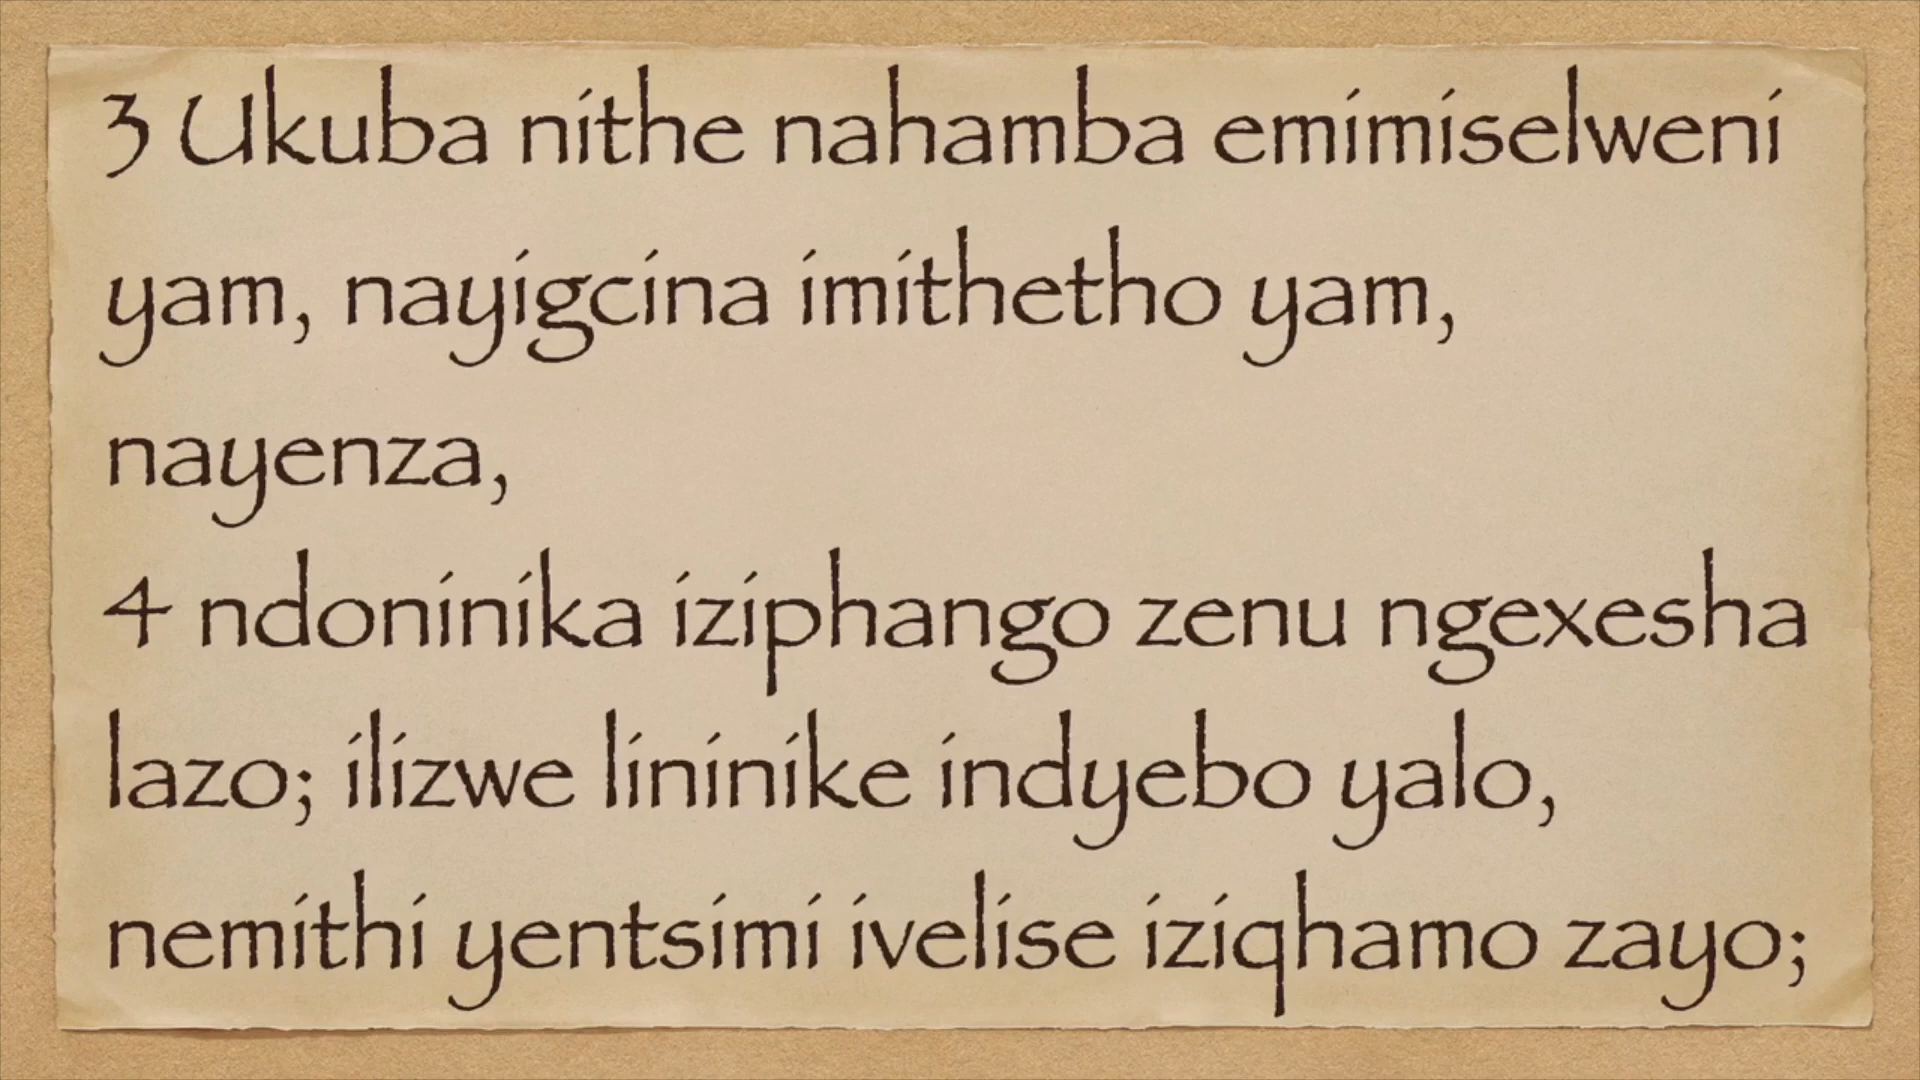 3 Ukuba nithe nahamba emimiselweni
yam, nayigcina imithetho yam,
nayenza,
4 ndoninika iziphango zenu ngexesha
lazo; ilizwe lininike indyebo yalo,
nemithi yentsimi ivelise iziqhamo zayo;